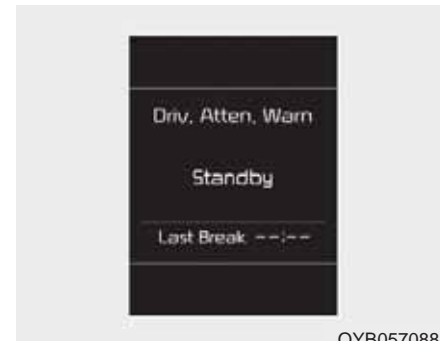 Driv, Atten, Warn
Standby
Last Break --:--
OYB057088